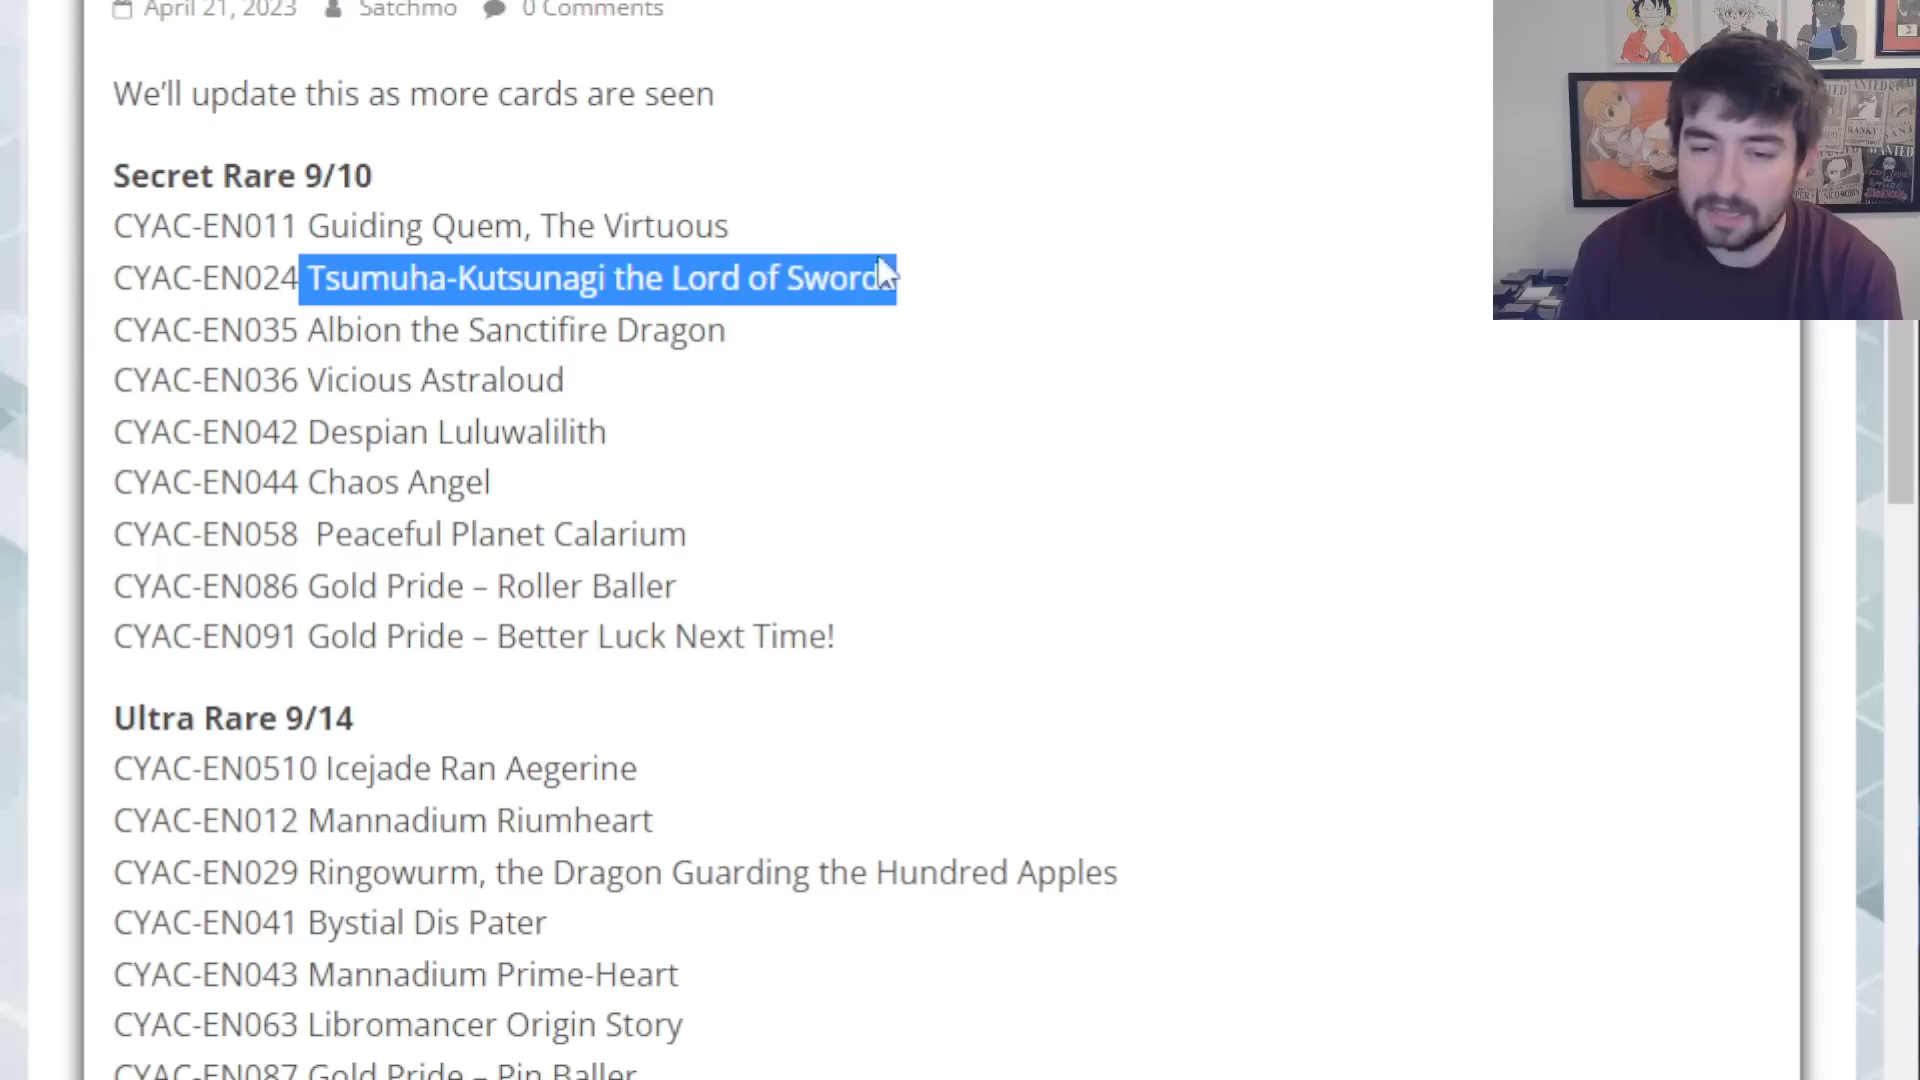 April 21, 2023 Satchmo 0 Comments
We'll update this as more cards are seen
Secret Rare 9/10
CYAC-EN011 Guiding Quem, The Virtuous
CYAC-EN024 Tsumuha-Kutsunagi the Lord of Swords
CYAC-EN035 Albion the Sanctifire Dragon
CYAC-EN036 Vicious Astraloud
CYAC-EN042 Despian Luluwalilith
CYAC-EN044 Chaos Angel
CYAC-EN058 Peaceful Planet Calarium
CYAC-EN086 Gold Pride – Roller Baller
CYAC-EN091 Gold Pride – Better Luck Next Time!
Ultra Rare 9/14
CYAC-EN0510 Icejade Ran Aegerine
CYAC-EN012 Mannadium Riumheart
CYAC-EN029 Ringowurm, the Dragon Guarding the Hundred Apples
CYAC-EN041 Bystial Dis Pater
CYAC-EN043 Mannadium Prime-Heart
CYAC-EN063 Libromancer Origin Story
CYAC-EN087 Gold Pride – Pin Baller
WANTED